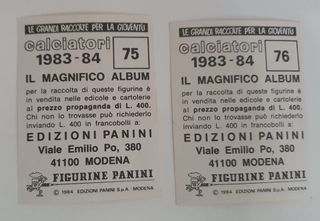 LE GRANDI RACCOLTE PER LA GIOVENTÙ
calciatori
1983-84
75
IL MAGNIFICO ALBUM
per la raccolta di queste figurine è
in vendita nelle edicole e cartolerie
al prezzo propaganda di L. 400.
Chi non lo trovasse può richiederlo
inviando L. 400 in francobolli a:
EDIZIONI PANINI
Viale Emilio Po, 380
41100 MODENA
FIGURINE PANINI
© 1984 EDIZIONI PANINI S.p.A. MODENA
LE GRANDI RACCOLTE PER LA GIOVENTÙ
calciatori
1983-84
76
IL MAGNIFICO ALBUM
per la raccolta di queste figurine è
in vendita nelle edicole e cartolerie
al prezzo propaganda di L. 400.
Chi non lo trovasse può richiederlo
inviando L. 400 in francobolli a:
EDIZIONI PANINI
Viale Emilio Po, 380
41100 MODENA
FIGURINE PANINI
© 1984 EDIZIONI PANINI S.p.A. MODENA